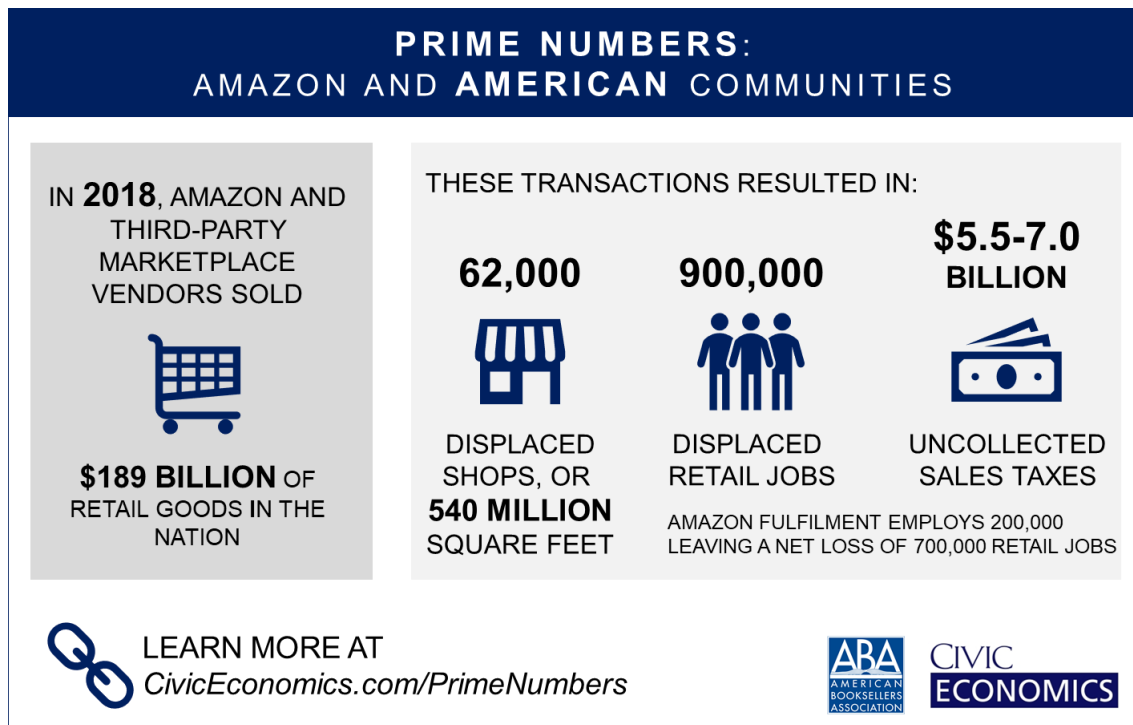 PRIME NUMBERS:
AMAZON AND AMERICAN COMMUNITIES
IN 2018, AMAZON AND
THIRD-PARTY
MARKETPLACE
VENDORS SOLD
$189 BILLION OF
RETAIL GOODS IN THE
NATION
THESE TRANSACTIONS RESULTED IN:
62,000
DISPLACED
SHOPS, OR
540 MILLION
SQUARE FEET
900,000
DISPLACED
RETAIL JOBS
$5.5-7.0
BILLION
UNCOLLECTED
SALES TAXES
AMAZON FULFILMENT EMPLOYS 200,000
LEAVING A NET LOSS OF 700,000 RETAIL JOBS
LEARN MORE AT
CivicEconomics.com/PrimeNumbers
ABA
AMERICAN
BOOKSELLERS
ASSOCIATION
CIVIC
ECONOMICS